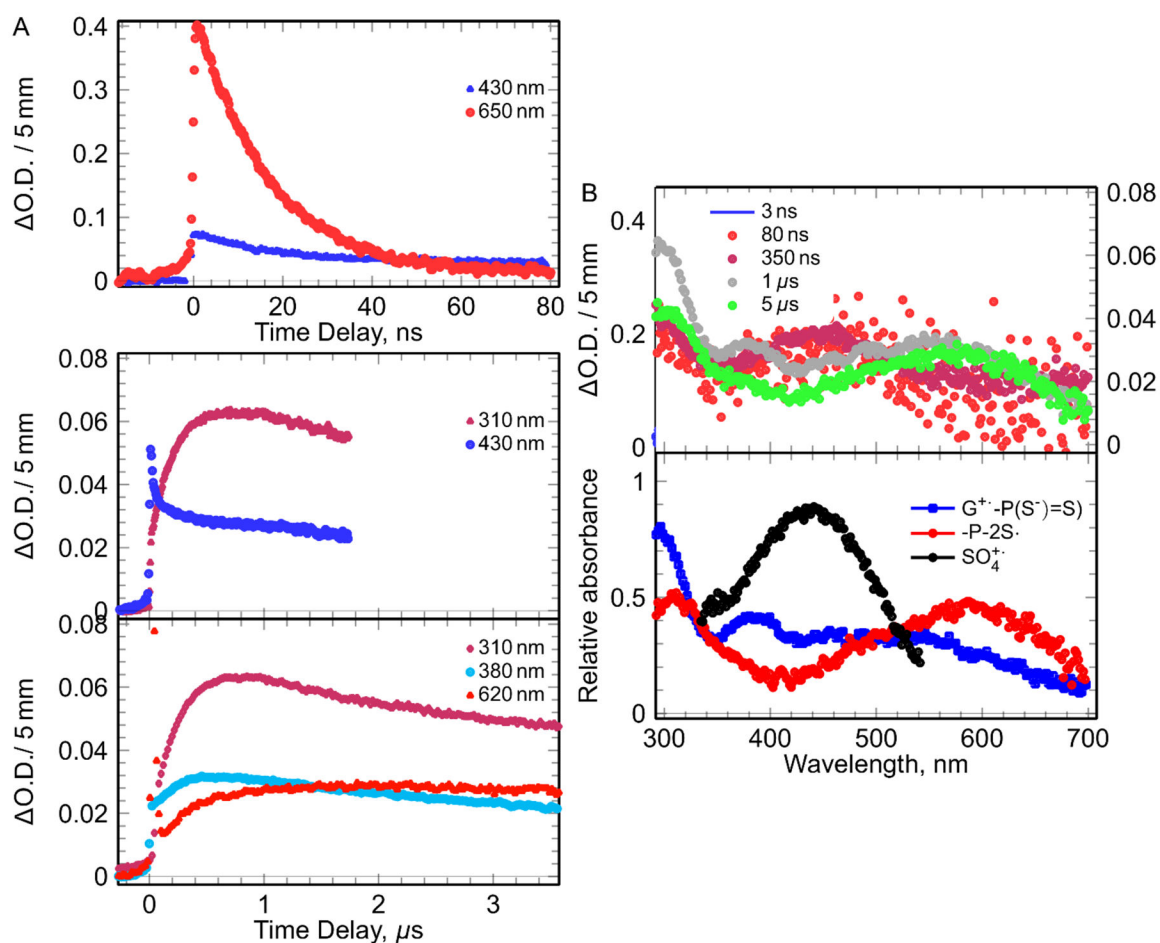 A
ΔO.D. / 5 mm
0.4
0.3
0.2
0.1
0
430 nm
650 nm
0 20 40 60 80
Time Delay, ns
ΔO.D./ 5 mm
0.08
0.06
0.04
0.02
0
310 nm
430 nm
ΔO.D./ 5 mm
0.08
0.06
0.04
0.02
0
310 nm
380 nm
620 nm
0 1 2 3
Time Delay, µs
B
ΔO.D. / 5 mm
0.4
0.2
0
3 ns
80 ns
350 ns
1 µs
5 µs
0.08
0.06
0.04
0.02
0
Relative absorbance
1
0.5
0
G⁺˙-P(S⁻)=S)
-P-2S·
SO₄⁺˙
300 400 500 600 700
Wavelength, nm